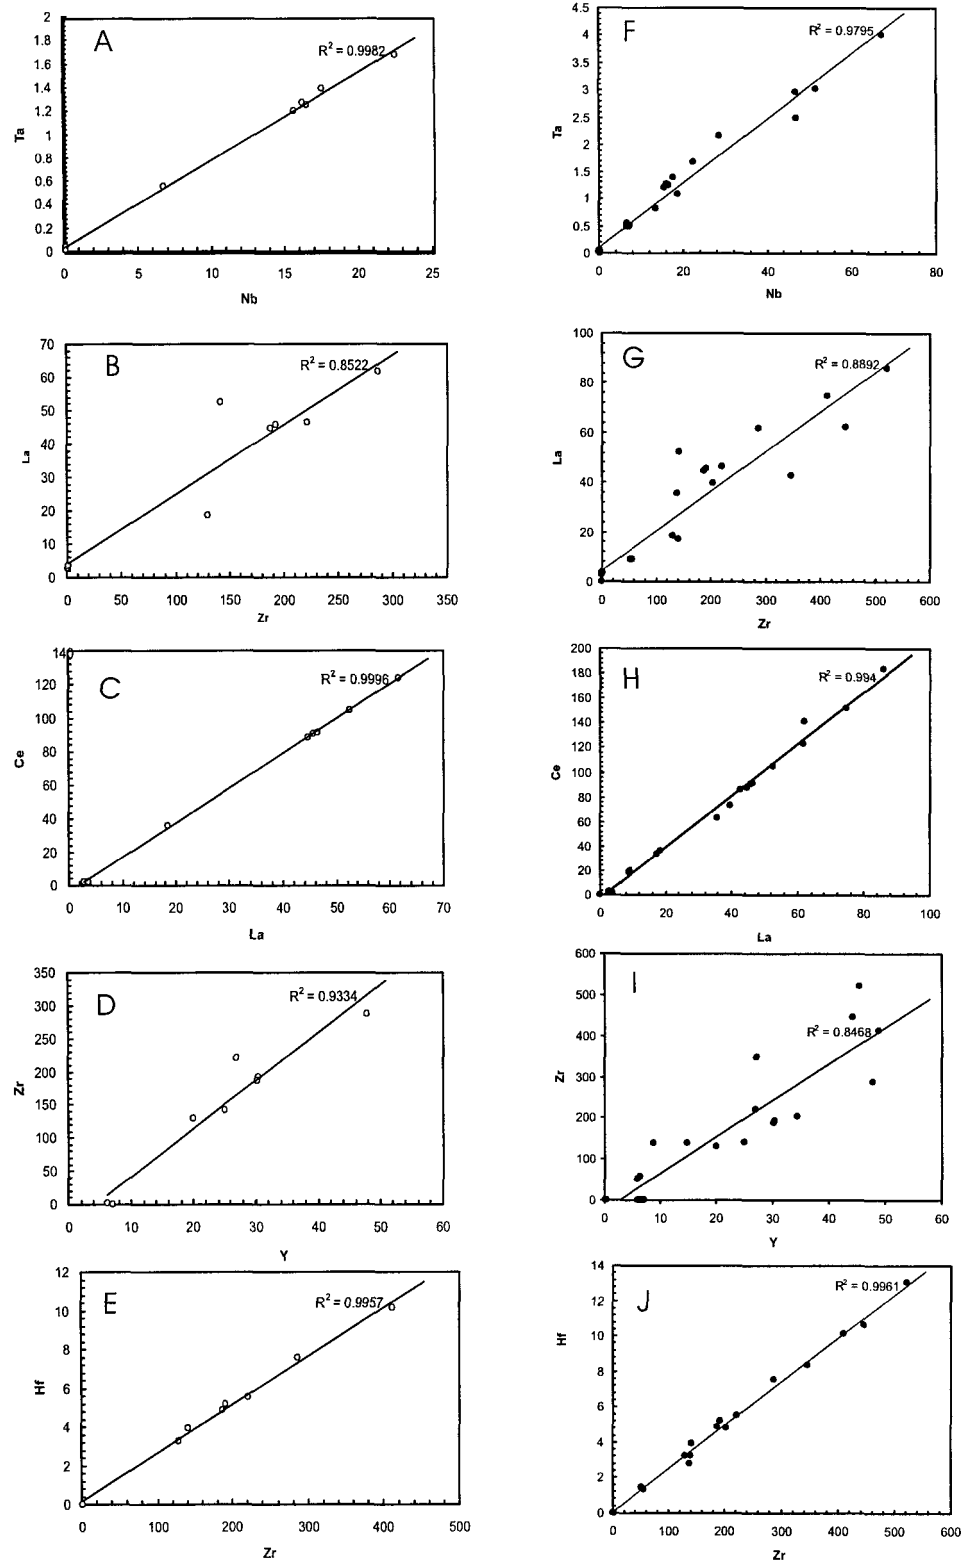 A
R² = 0.9982
2
1.8
1.6
1.4
1.2
1
0.8
0.6
0.4
0.2
0
Ta
0 5 10 15 20 25
Nb
F
R² = 0.9795
4.5
4
3.5
3
2.5
2
1.5
1
0.5
0
Ta
0 20 40 60 80
Nb
B
R² = 0.8522
70
60
50
40
30
20
10
0
La
0 50 100 150 200 250 300 350
Zr
G
R² = 0.8892
100
80
60
40
20
0
La
0 100 200 300 400 500 600
Zr
C
R² = 0.9996
140
120
100
80
60
40
20
0
Ce
0 10 20 30 40 50 60 70
La
H
R² = 0.994
200
180
160
140
120
100
80
60
40
20
0
Ce
0 20 40 60 80 100
La
D
R² = 0.9334
350
300
250
200
150
100
50
0
Zr
0 10 20 30 40 50 60
Y
I
R² = 0.8468
600
500
400
300
200
100
0
Zr
0 10 20 30 40 50 60
Y
E
R² = 0.9957
12
10
8
6
4
2
0
Hf
0 100 200 300 400 500
Zr
J
R² = 0.9961
14
12
10
8
6
4
2
0
Hf
0 100 200 300 400 500 600
Zr